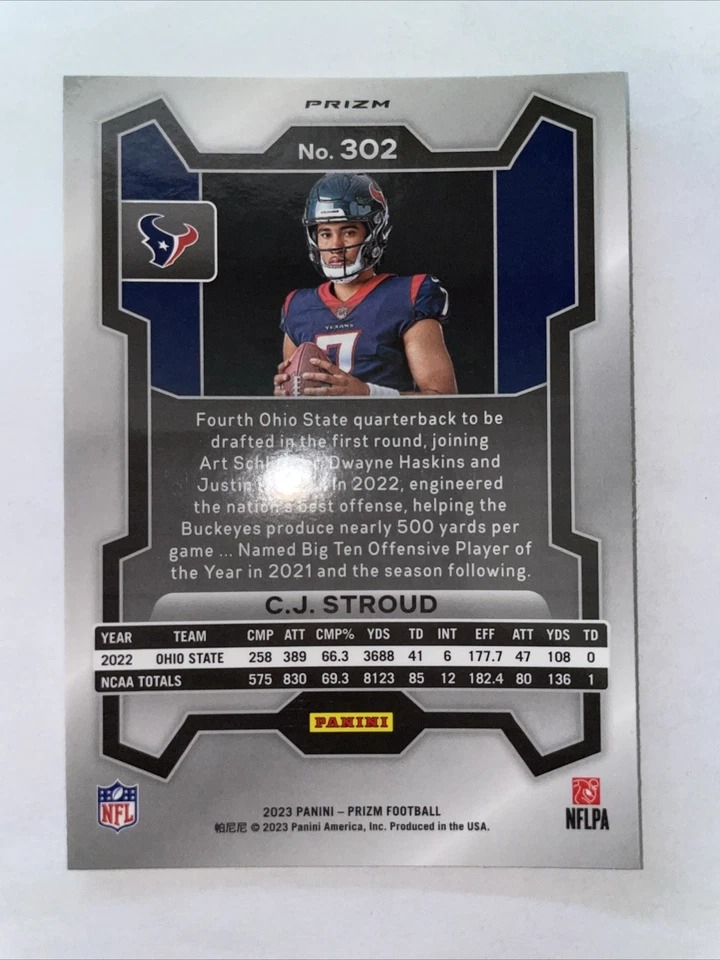 PRIZM
No. 302
TEXANS
7
7
Fourth Ohio State quarterback to be
drafted in the first round, joining
Art Dwayne Haskins and
Justin In 2022, engineered
the nation's best offense, helping the
Buckeyes produce nearly 500 yards per
game ... Named Big Ten Offensive Player of
the Year in 2021 and the season following.
C.J. STROUD
YEAR TEAM CMP ATT CMP% YDS TD INT EFF ATT YDS TD
2022 OHIO STATE 258 389 66.3 3688 41 6 177.7 47 108 0
NCAA TOTALS 575 830 69.3 8123 85 12 182.4 80 136 1
PANINI
NFL
NFLPA
2023 PANINI – PRIZM FOOTBALL
帕尼尼 © 2023 Panini America, Inc. Produced in the USA.